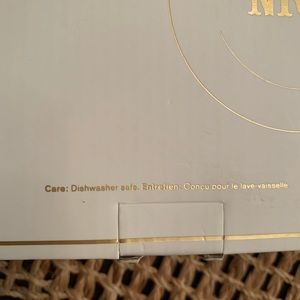 Care: Dishwasher safe. Entretien: Conçu pour le lave-vaisselle